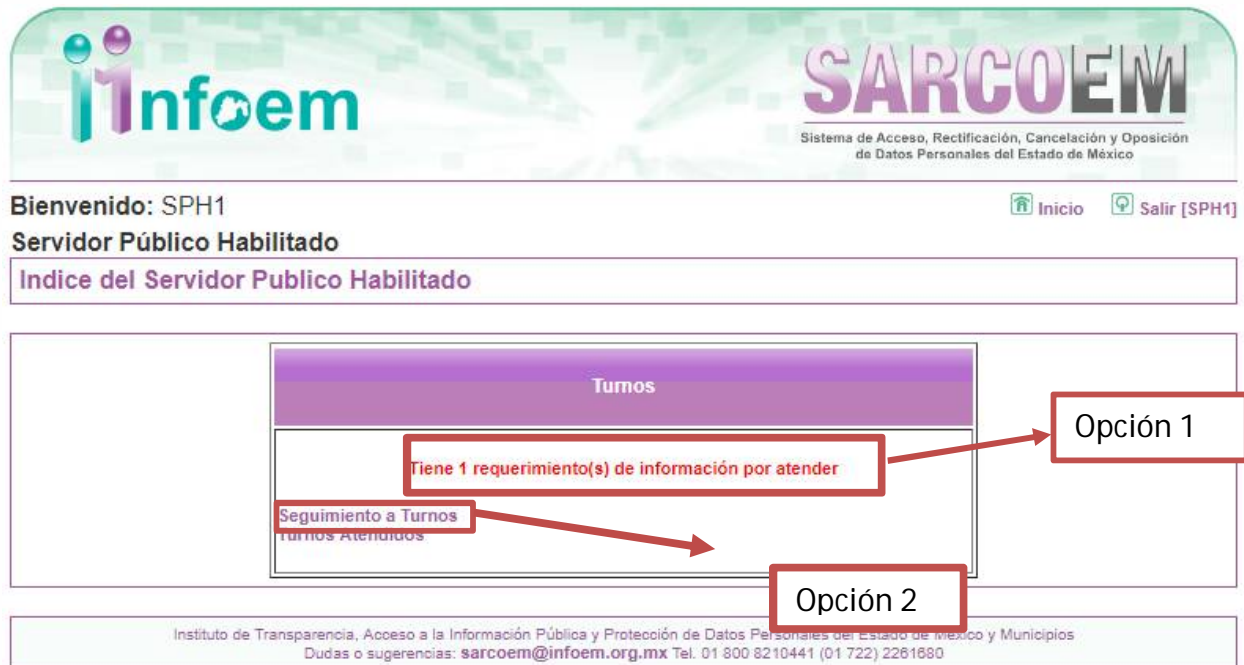 infoem
SARCOEM
Sistema de Acceso, Rectificación, Cancelación y Oposición
de Datos Personales del Estado de México
Bienvenido: SPH1
Inicio Salir [SPH1]
Servidor Público Habilitado
Indice del Servidor Publico Habilitado
Turnos
Opción 1
Tiene 1 requerimiento(s) de información por atender
Seguimiento a Turnos
Turnos Atendidos
Opción 2
Instituto de Transparencia, Acceso a la Información Pública y Protección de Datos Personales del Estado de México y Municipios
Dudas o sugerencias: sarcoem@infoem.org.mx Tel. 01 800 8210441 (01 722) 2261680